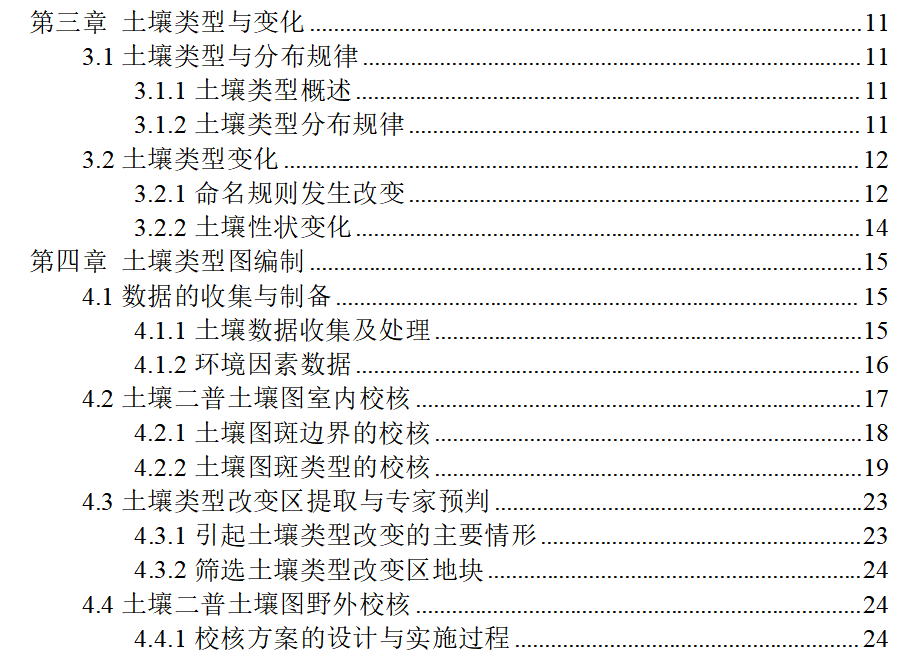 第三章 土壤类型与变化 11
3.1 土壤类型与分布规律 11
3.1.1 土壤类型概述 11
3.1.2 土壤类型分布规律 11
3.2 土壤类型变化 12
3.2.1 命名规则发生改变 12
3.2.2 土壤性状变化 14
第四章 土壤类型图编制 15
4.1 数据的收集与制备 15
4.1.1 土壤数据收集及处理 15
4.1.2 环境因素数据 16
4.2 土壤二普土壤图室内校核 17
4.2.1 土壤图斑边界的校核 18
4.2.2 土壤图斑类型的校核 19
4.3 土壤类型改变区提取与专家预判 23
4.3.1 引起土壤类型改变的主要情形 23
4.3.2 筛选土壤类型改变区地块 24
4.4 土壤二普土壤图野外校核 24
4.4.1 校核方案的设计与实施过程 24